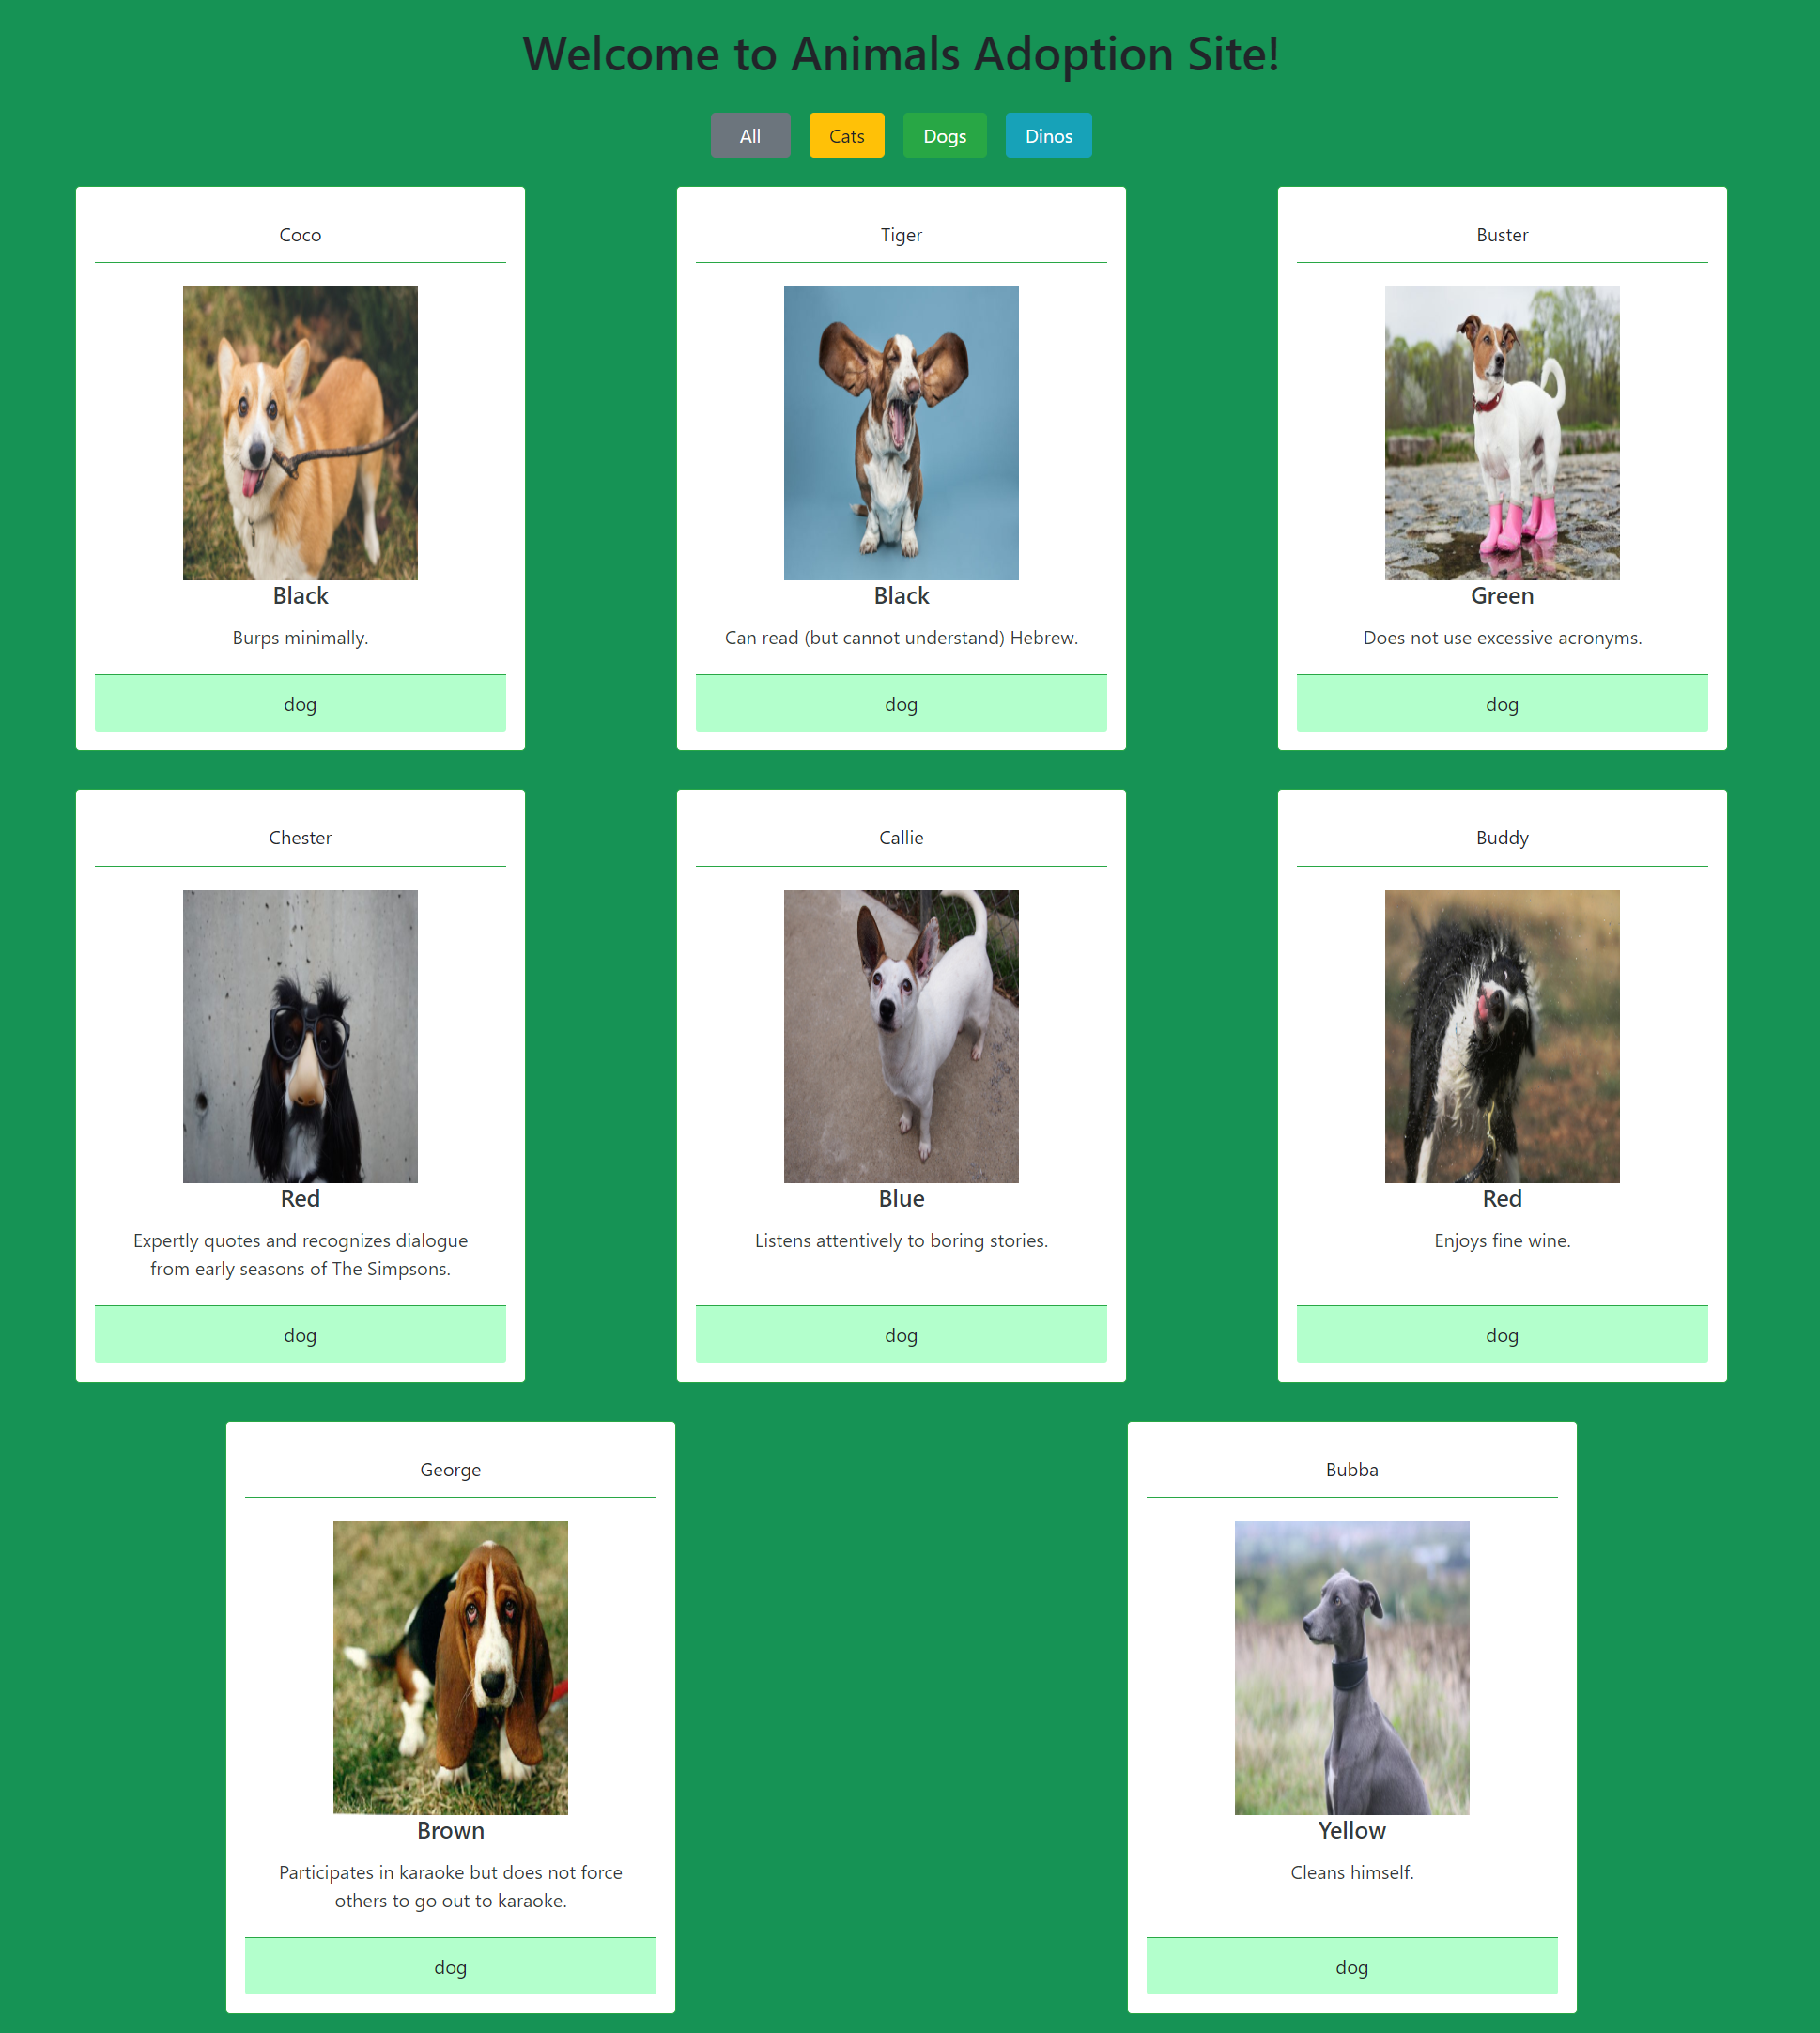 Welcome to Animals Adoption Site!
All Cats Dogs Dinos
Coco
Black
Burps minimally.
dog
Tiger
Black
Can read (but cannot understand) Hebrew.
dog
Buster
Green
Does not use excessive acronyms.
dog
Chester
Red
Expertly quotes and recognizes dialogue
from early seasons of The Simpsons.
dog
Callie
Blue
Listens attentively to boring stories.
dog
Buddy
Red
Enjoys fine wine.
dog
George
Brown
Participates in karaoke but does not force
others to go out to karaoke.
dog
Bubba
Yellow
Cleans himself.
dog